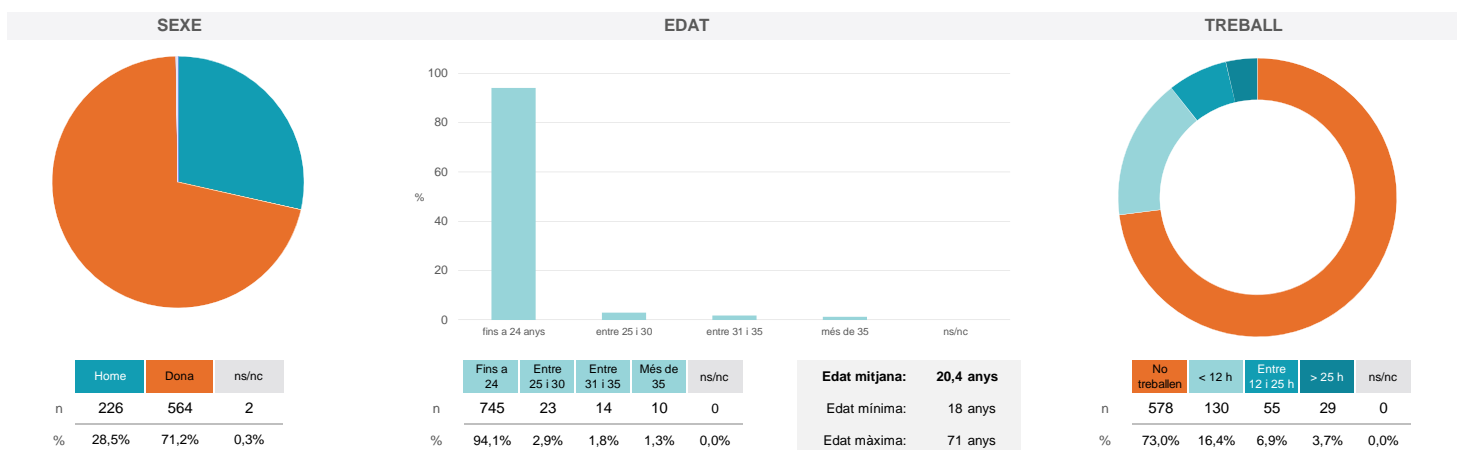 SEXE
EDAT
TREBALL
100
80
60
40
20
0
%
fins a 24 anys
entre 25 i 30
entre 31 i 35
més de 35
ns/nc
Home Dona ns/nc
n 226 564 2
% 28,5% 71,2% 0,3%
Fins a 24
Entre 25 i 30
Entre 31 i 35
Més de 35
ns/nc
n 745 23 14 10 0
% 94,1% 2,9% 1,8% 1,3% 0,0%
Edat mitjana: 20,4 anys
Edat mínima: 18 anys
Edat màxima: 71 anys
No treballen
< 12 h
Entre 12 i 25 h
> 25 h
ns/nc
n 578 130 55 29 0
% 73,0% 16,4% 6,9% 3,7% 0,0%